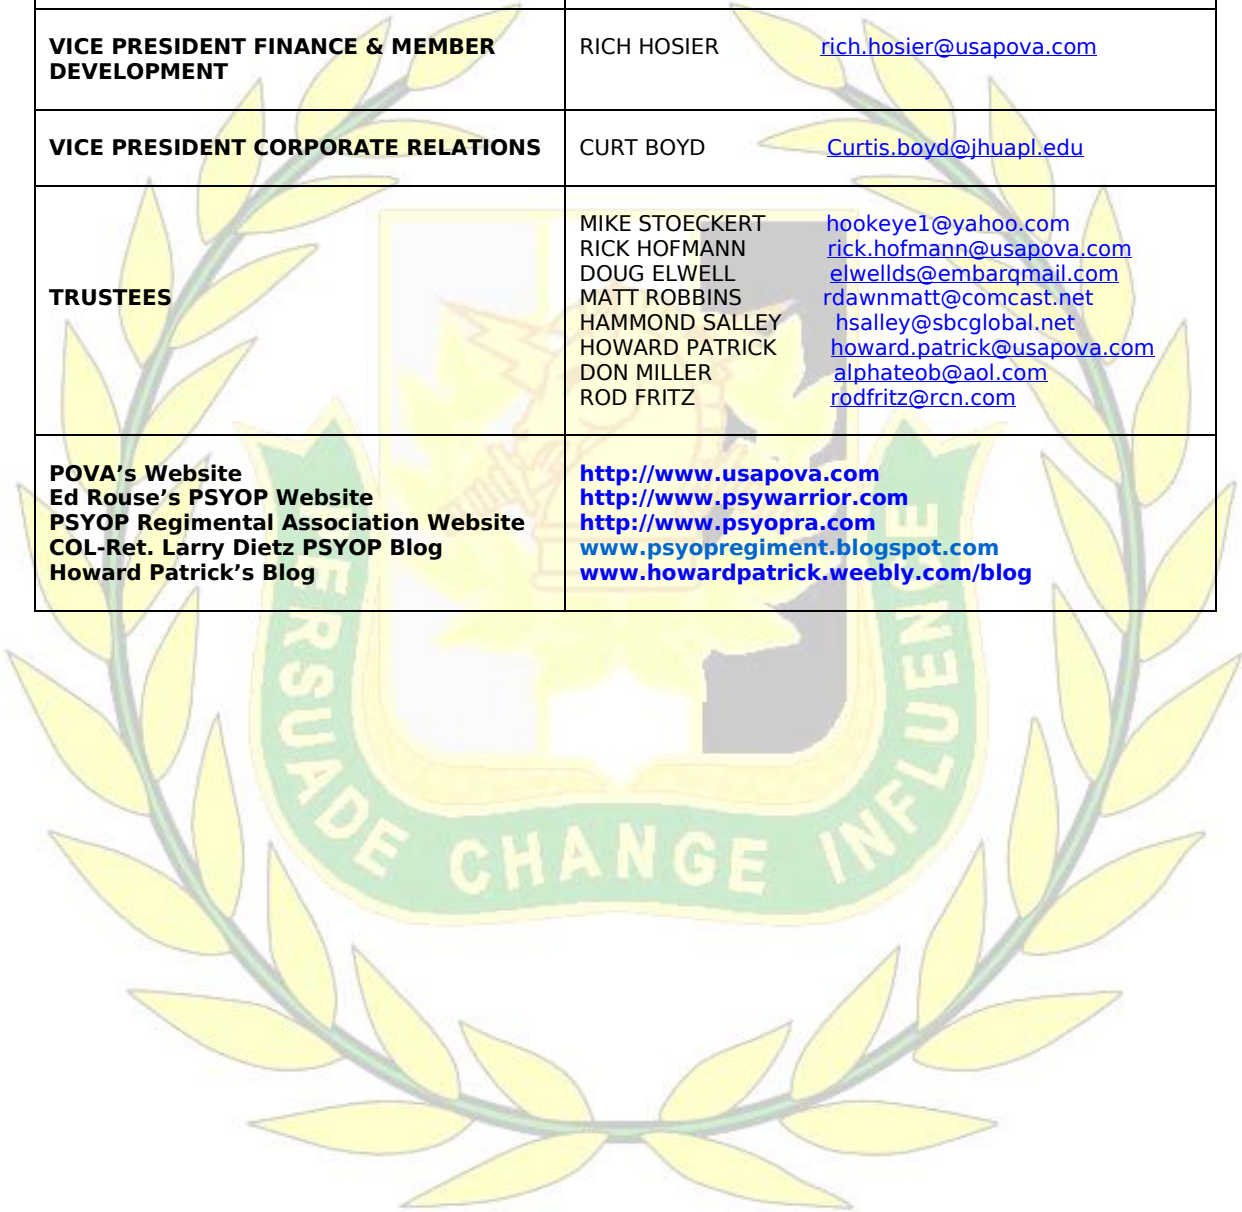 VICE PRESIDENT FINANCE & MEMBER
DEVELOPMENT
RICH HOSIER rich.hosier@usapova.com
VICE PRESIDENT CORPORATE RELATIONS
CURT BOYD Curtis.boyd@jhuapl.edu
TRUSTEES
MIKE STOECKERT hookeye1@yahoo.com
RICK HOFMANN rick.hofmann@usapova.com
DOUG ELWELL elwellds@embarqmail.com
MATT ROBBINS rdawnmatt@comcast.net
HAMMOND SALLEY hsalley@sbcglobal.net
HOWARD PATRICK howard.patrick@usapova.com
DON MILLER alphateob@aol.com
ROD FRITZ rodfritz@rcn.com
POVA’s Website http://www.usapova.com
Ed Rouse’s PSYOP Website http://www.psywarrior.com
PSYOP Regimental Association Website http://www.psyopra.com
COL-Ret. Larry Dietz PSYOP Blog www.psyopregiment.blogspot.com
Howard Patrick’s Blog www.howardpatrick.weebly.com/blog
PERSUADE CHANGE INFLUENCE